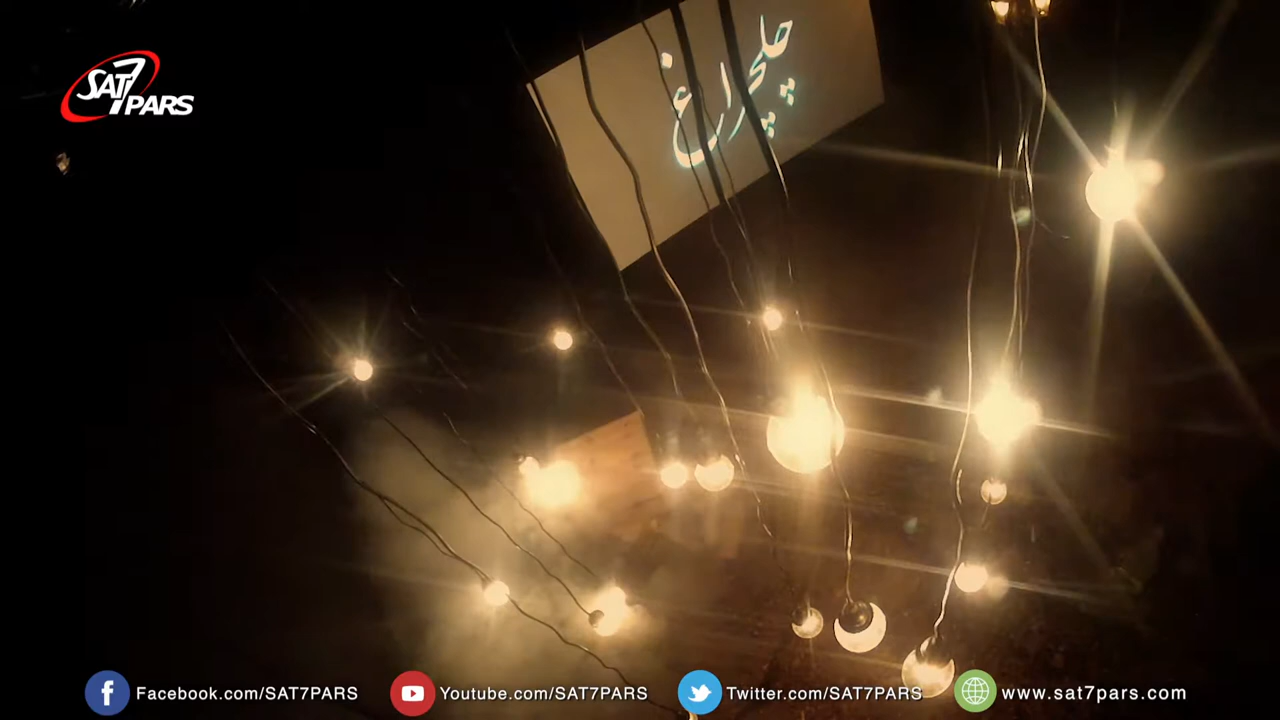 SAT7
PARS
چلچراغ
Facebook.com/SAT7PARS
Youtube.com/SAT7PARS
Twitter.com/SAT7PARS
www.sat7pars.com